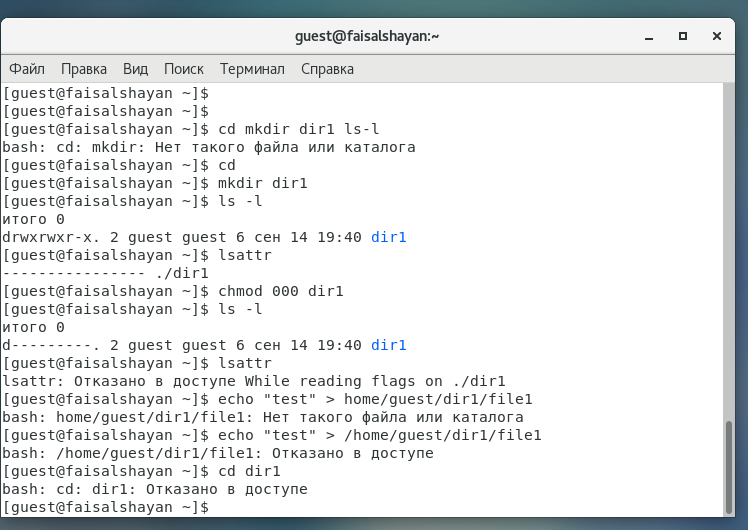 guest@faisalshayan:~
Файл Правка Вид Поиск Терминал Справка
[guest@faisalshayan ~]$
[guest@faisalshayan ~]$
[guest@faisalshayan ~]$ cd mkdir dir1 ls-l
bash: cd: mkdir: Нет такого файла или каталога
[guest@faisalshayan ~]$ cd
[guest@faisalshayan ~]$ mkdir dir1
[guest@faisalshayan ~]$ ls -l
итого 0
drwxrwxr-x. 2 guest guest 6 сен 14 19:40 dir1
[guest@faisalshayan ~]$ lsattr
---------------- ./dir1
[guest@faisalshayan ~]$ chmod 000 dir1
[guest@faisalshayan ~]$ ls -l
итого 0
d---------. 2 guest guest 6 сен 14 19:40 dir1
[guest@faisalshayan ~]$ lsattr
lsattr: Отказано в доступе While reading flags on ./dir1
[guest@faisalshayan ~]$ echo "test" > home/guest/dir1/file1
bash: home/guest/dir1/file1: Нет такого файла или каталога
[guest@faisalshayan ~]$ echo "test" > /home/guest/dir1/file1
bash: /home/guest/dir1/file1: Отказано в доступе
[guest@faisalshayan ~]$ cd dir1
bash: cd: dir1: Отказано в доступе
[guest@faisalshayan ~]$